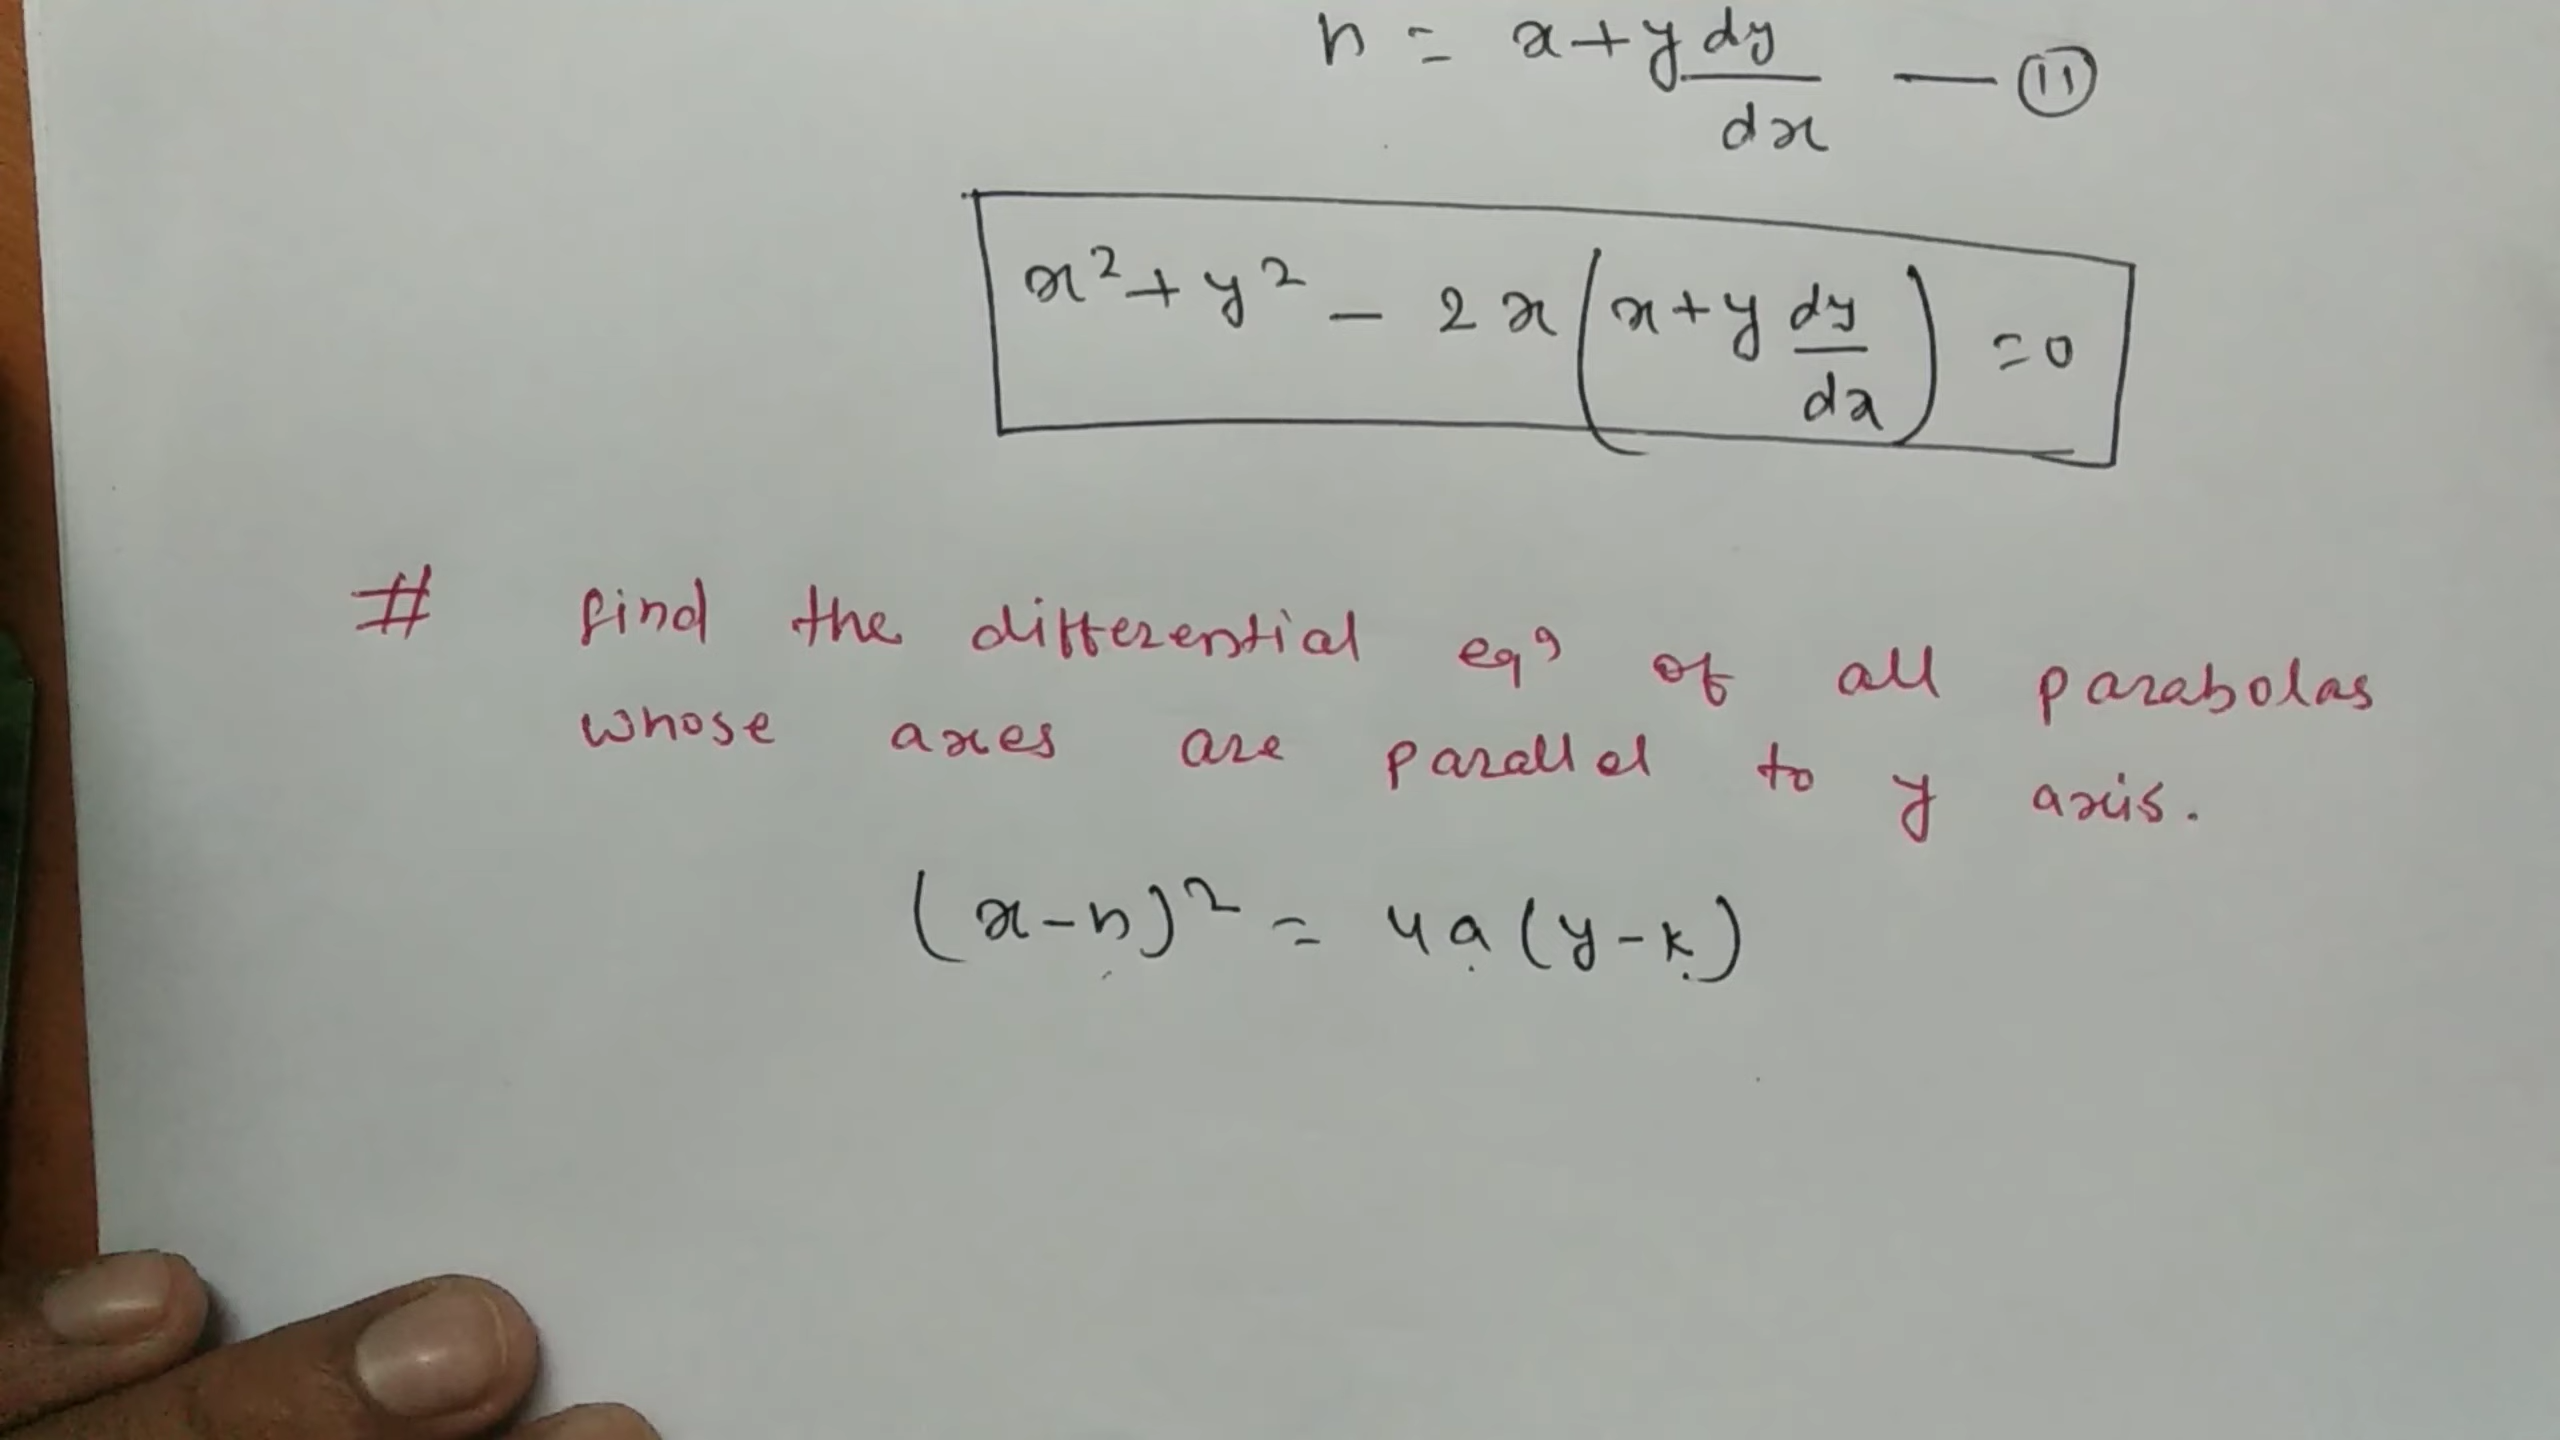 h = x + y dy/dx — (11)
x² + y² - 2x (x + y dy/dx) = 0
# find the differential eqⁿ of all parabolas
whose axes are parallel to y axis.
(x-h)² = 4a(y-k)